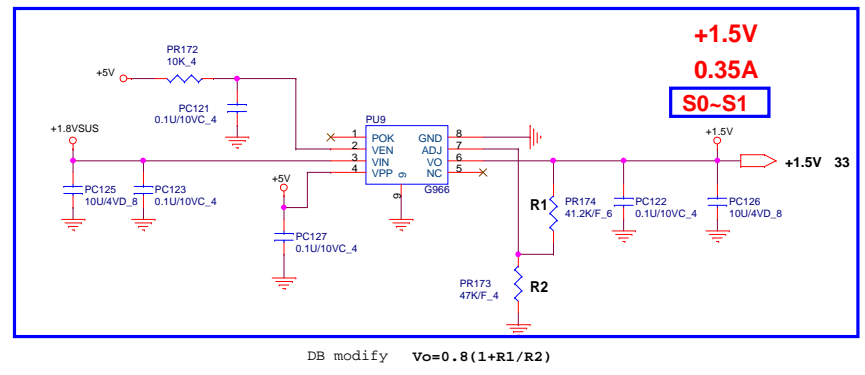 +1.5V
0.35A
S0~S1
PR172
10K_4
+5V
PC121
0.1U/10VC_4
+1.8VSUS
PC125
10U/4VD_8
PC123
0.1U/10VC_4
+5V
PC127
0.1U/10VC_4
PU9
1 POK GND 8
2 VEN ADJ 7
3 VIN VO 6
4 VPP NC 5
9
G966
9
R1
PR174
41.2K/F_6
PC122
0.1U/10VC_4
+1.5V
PC126
10U/4VD_8
+1.5V 33
PR173
47K/F_4
R2
DB modify Vo=0.8(1+R1/R2)